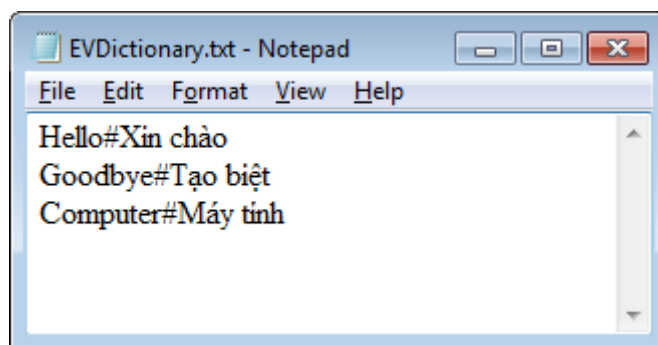 EVDictionary.txt - Notepad
File Edit Format View Help
Hello#Xin chào
Goodbye#Tạo biệt
Computer#Máy tính